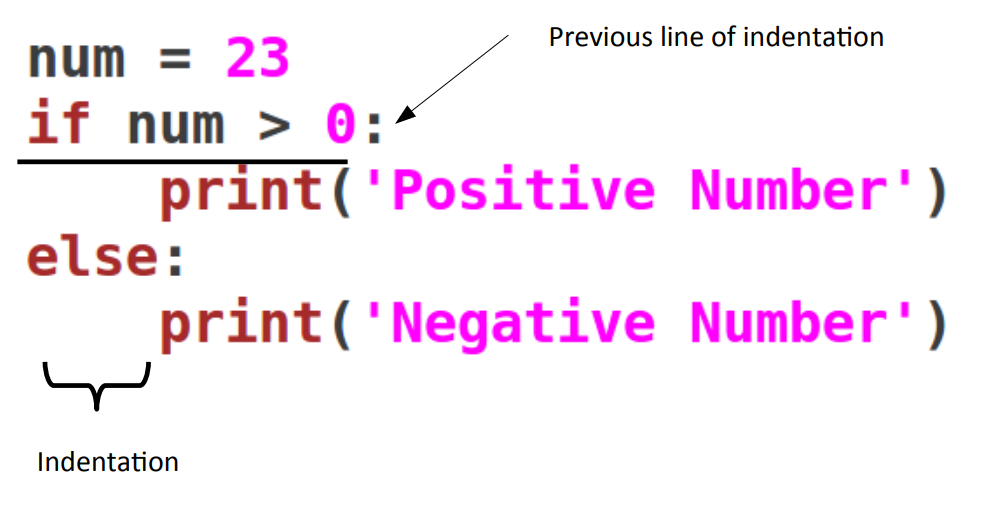 num = 23
Previous line of indentation
if num > 0:
print('Positive Number')
else:
print('Negative Number')
Indentation